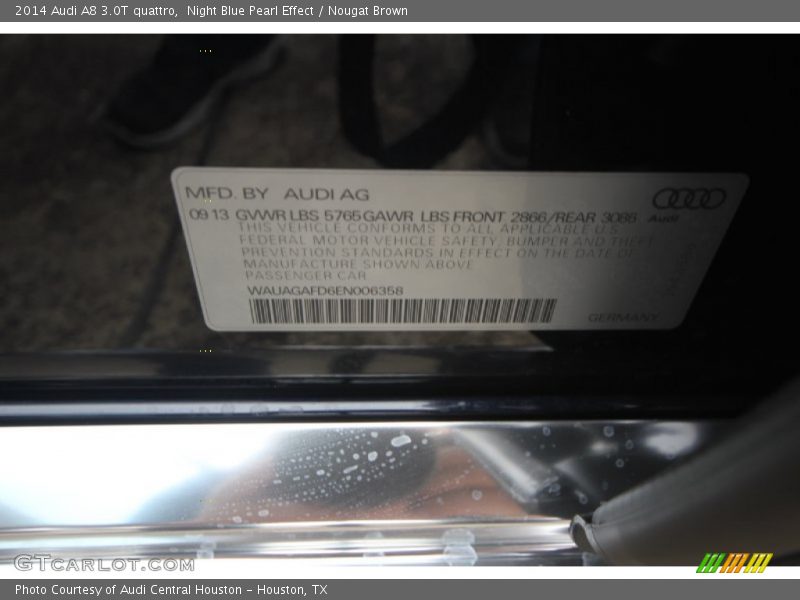 2014 Audi A8 3.0T quattro,  Night Blue Pearl Effect / Nougat Brown
MFD. BY AUDI AG
09 13 GVWR LBS 5765 GAWR LBS FRONT 2866/REAR 3086
Audi
THIS VEHICLE CONFORMS TO ALL APPLICABLE U.S.
FEDERAL MOTOR VEHICLE SAFETY, BUMPER AND THEFT
PREVENTION STANDARDS IN EFFECT ON THE DATE OF
MANUFACTURE SHOWN ABOVE
PASSENGER CAR
WAUAGAFD6EN006358
GERMANY
GTCARLOT.COM
Photo Courtesy of Audi Central Houston - Houston, TX